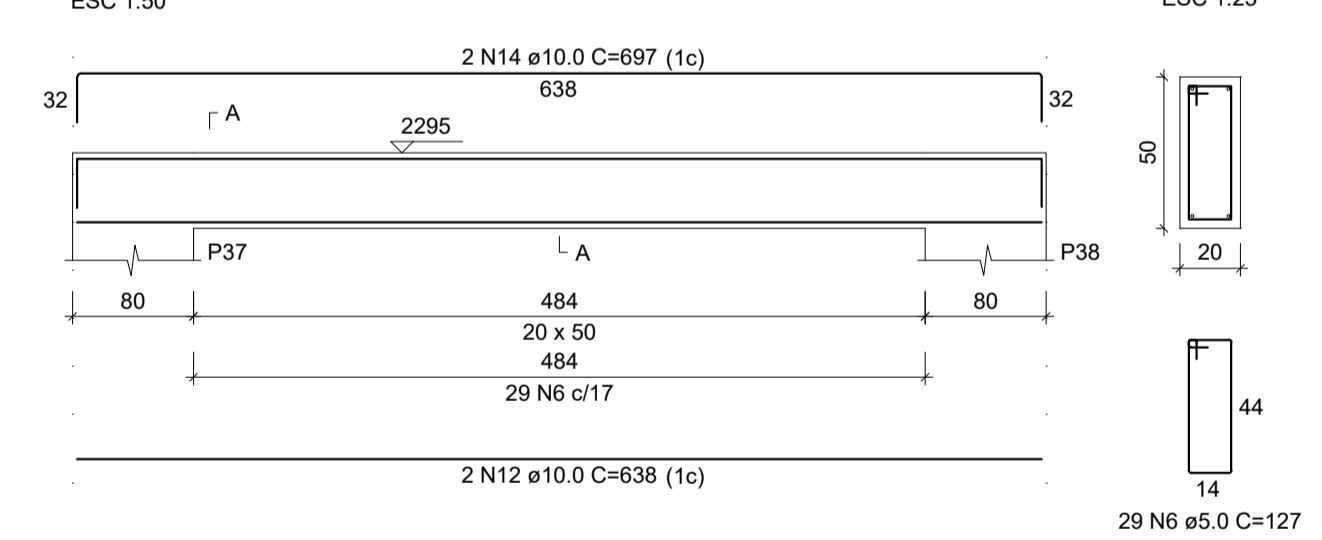 ESC 1:50
ESC 1:25
2 N14 ø10.0 C=697 (1c)
638
32
32
A
2295
50
P37
A
P38
20
80
484
80
20 x 50
484
29 N6 c/17
44
2 N12 ø10.0 C=638 (1c)
14
29 N6 ø5.0 C=127